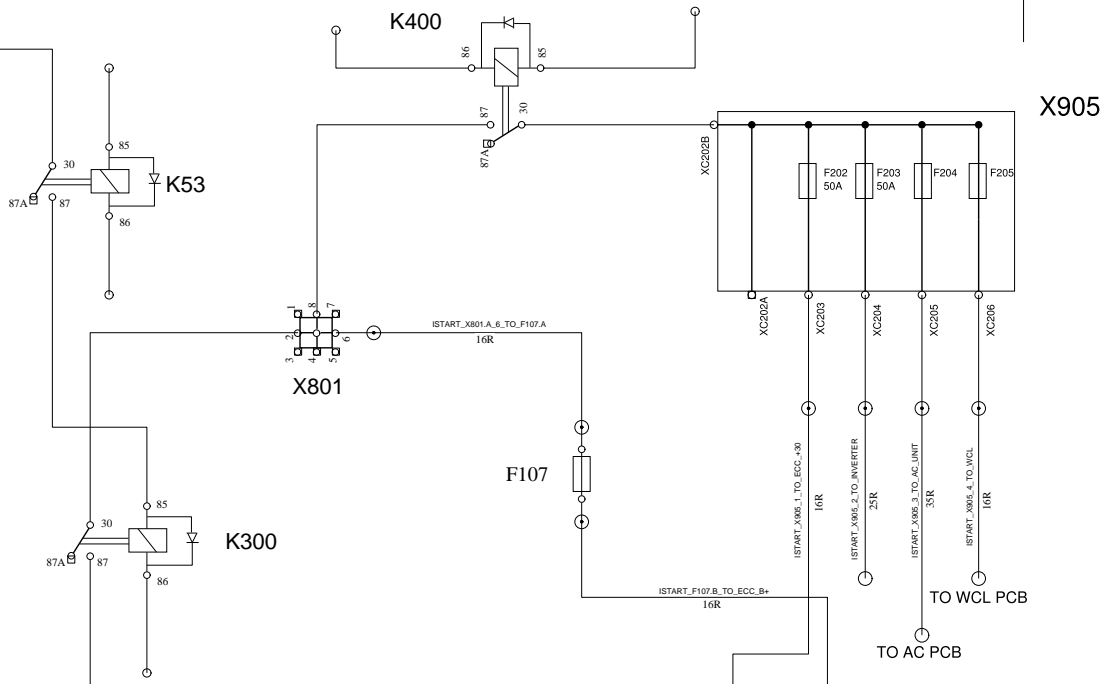 K400
86
85
87
30
87A
X905
XC202B
F202
50A
F203
50A
F204
F205
XC202A
XC203
XC204
XC205
XC206
85
30
K53
87A
87
86
1
8
7
2
6
3
4
5
X801
ISTART_X801.A_6_TO_F107.A
16R
F107
ISTART_X905_1_TO_ECC_+30
16R
ISTART_X905_2_TO_INVERTER
25R
ISTART_X905_3_TO_AC_UNIT
35R
ISTART_X905_4_TO_WCL
16R
85
30
K300
87A
87
86
ISTART_F107.B_TO_ECC_B+
16R
TO WCL PCB
TO AC PCB